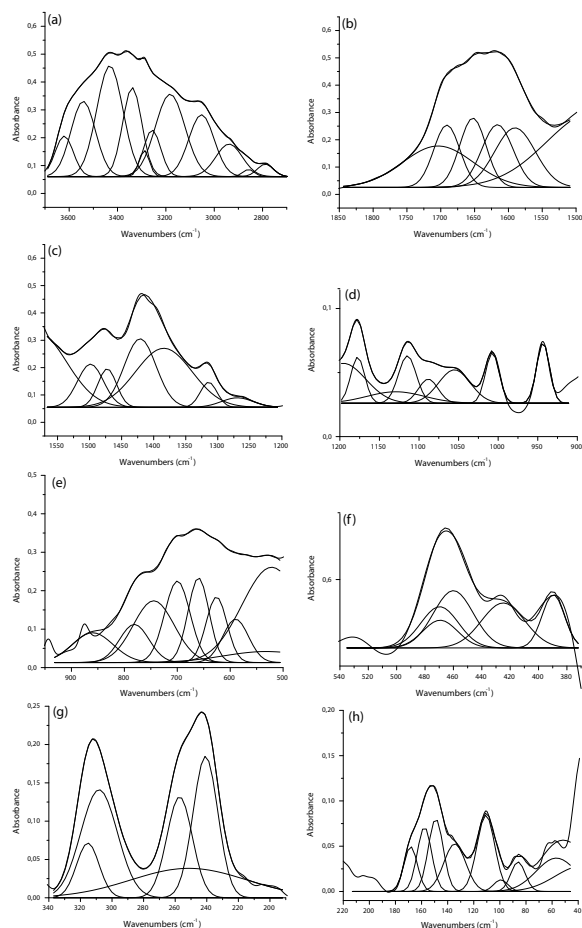 (a)
0,6
0,5
0,4
0,3
0,2
0,1
0,0
Absorbance
3600 3400 3200 3000 2800
Wavenumbers (cm-1)
(b)
0,6
0,5
0,4
0,3
0,2
0,1
0,0
Absorbance
1850 1800 1750 1700 1650 1600 1550 1500
Wavenumbers (cm-1)
(c)
0,6
0,5
0,4
0,3
0,2
0,1
0,0
Absorbance
1550 1500 1450 1400 1350 1300 1250 1200
Wavenumbers (cm-1)
(d)
0,1
0,0
Absorbance
1200 1150 1100 1050 1000 950 900
Wavenumbers (cm-1)
(e)
0,5
0,4
0,3
0,2
0,1
0,0
Absorbance
900 800 700 600 500
Wavenumbers (cm-1)
(f)
0,6
Absorbance
540 520 500 480 460 440 420 400 380
Wavenumbers (cm-1)
(g)
0,25
0,20
0,15
0,10
0,05
0,00
Absorbance
340 320 300 280 260 240 220 200
Wavenumbers (cm-1)
(h)
0,20
0,15
0,10
0,05
0,00
Absorbance
220 200 180 160 140 120 100 80 60 40
Wavenumbers (cm-1)